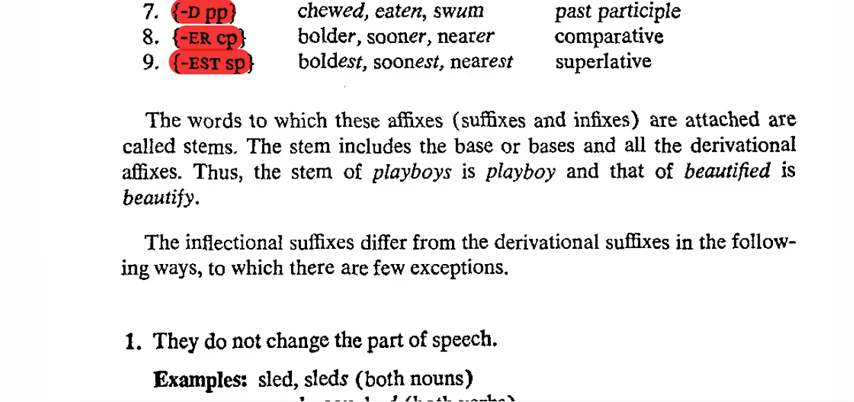 7. {-D pp} chewed, eaten, swum past participle
8. {-ER cp} bolder, sooner, nearer comparative
9. {-EST sp} boldest, soonest, nearest superlative
The words to which these affixes (suffixes and infixes) are attached are
called stems. The stem includes the base or bases and all the derivational
affixes. Thus, the stem of playboys is playboy and that of beautified is
beautify.
The inflectional suffixes differ from the derivational suffixes in the follow-
ing ways, to which there are few exceptions.
1. They do not change the part of speech.
Examples: sled, sleds (both nouns)